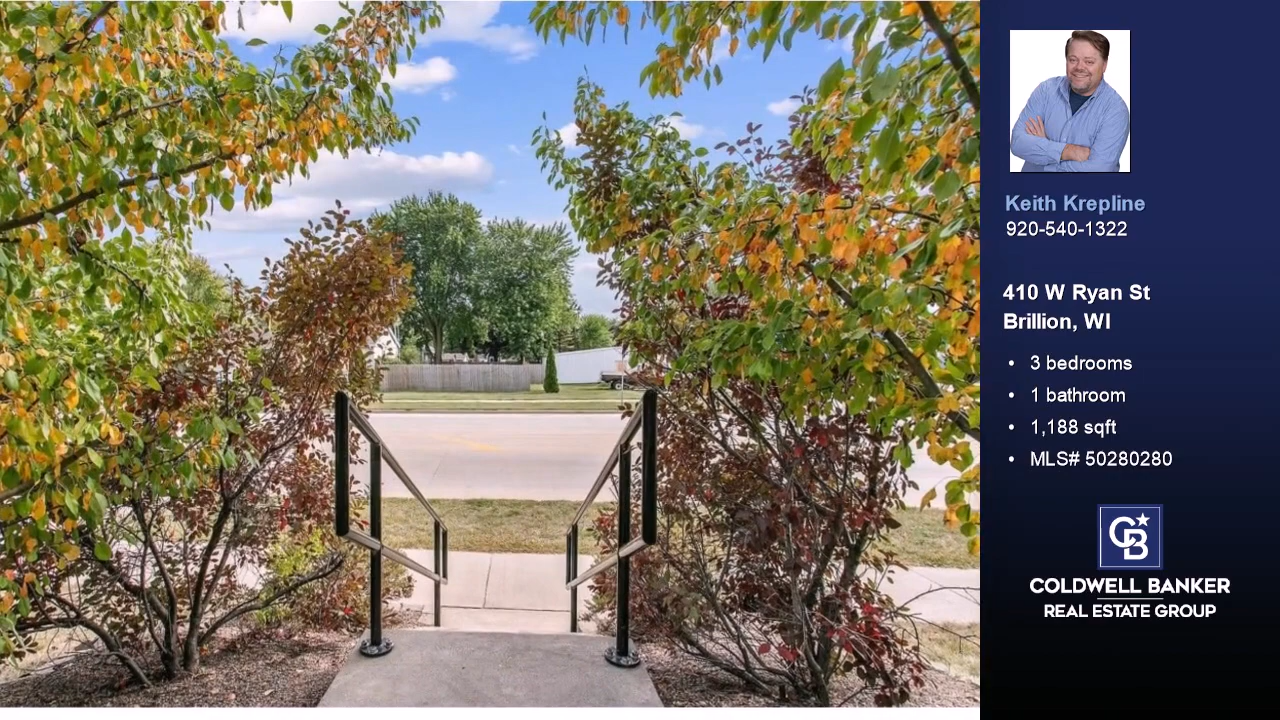 Keith Krepline
920-540-1322
410 W Ryan St
Brillion, WI
• 3 bedrooms
• 1 bathroom
• 1,188 sqft
• MLS# 50280280
CB
COLDWELL BANKER
REAL ESTATE GROUP